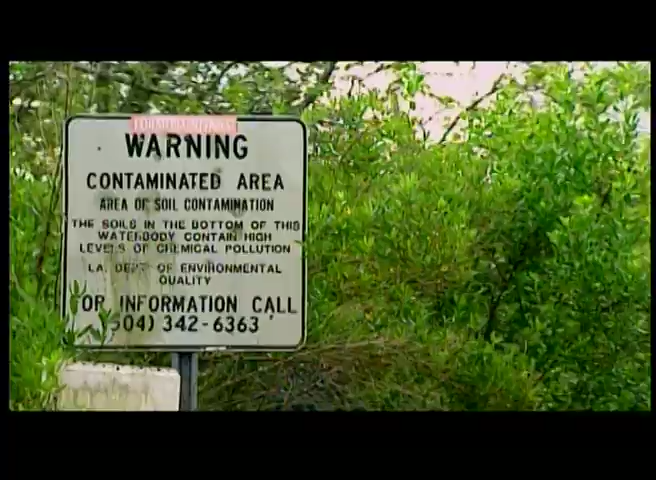 WARNING
CONTAMINATED AREA
AREA OF SOIL CONTAMINATION
THE SOILS IN THE BOTTOM OF THIS
WATERBODY CONTAIN HIGH
LEVELS OF CHEMICAL POLLUTION
LA. DEPT OF ENVIRONMENTAL
QUALITY
FOR INFORMATION CALL
(504) 342-6363